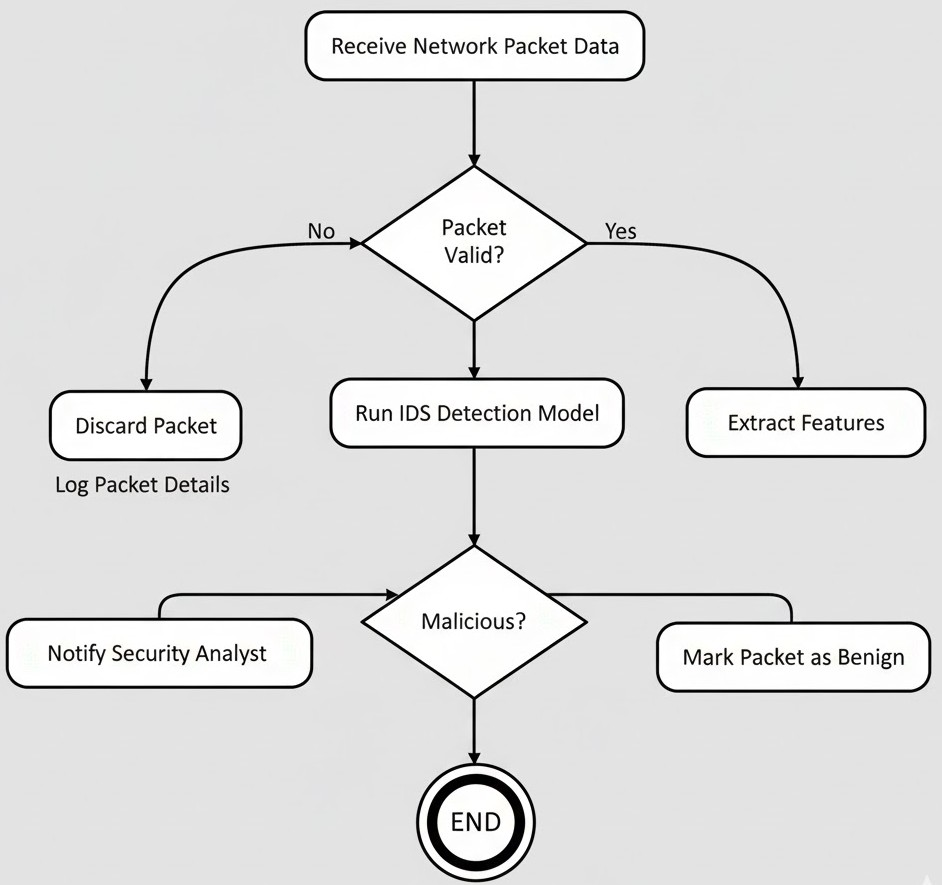 Receive Network Packet Data
Packet
Valid?
No
Yes
Discard Packet
Run IDS Detection Model
Extract Features
Log Packet Details
Malicious?
Notify Security Analyst
Mark Packet as Benign
END